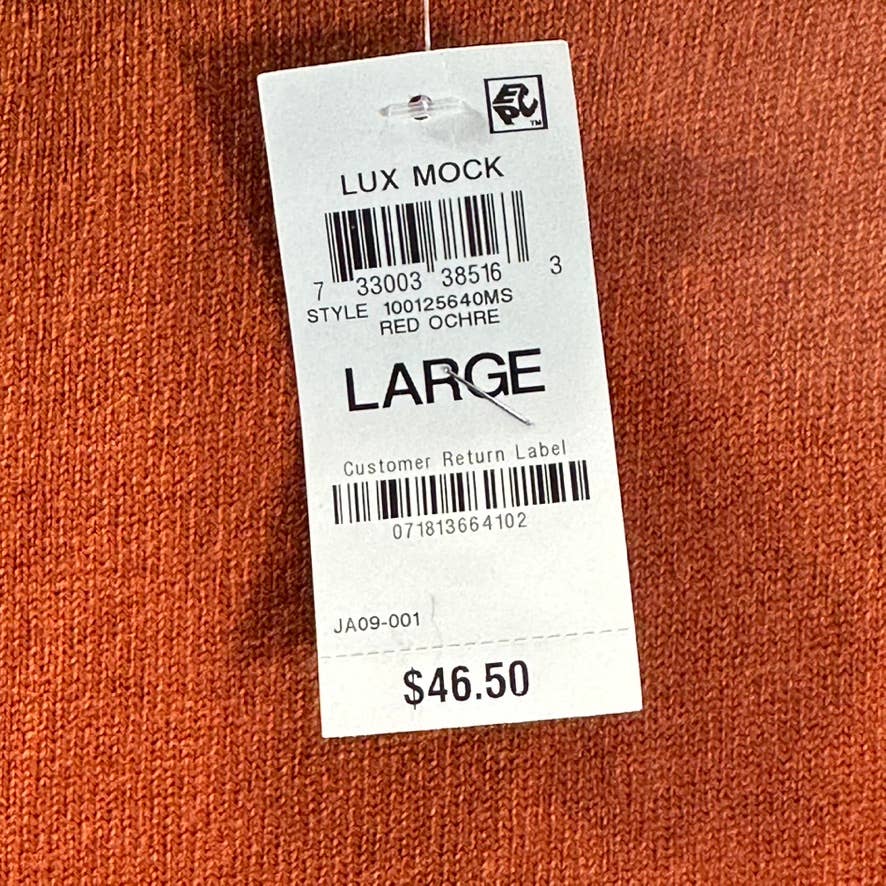 EPC
TM
LUX MOCK
7 33003 38516 3
STYLE 100125640MS
RED OCHRE
LARGE
Customer Return Label
071813664102
JA09-001
$46.50